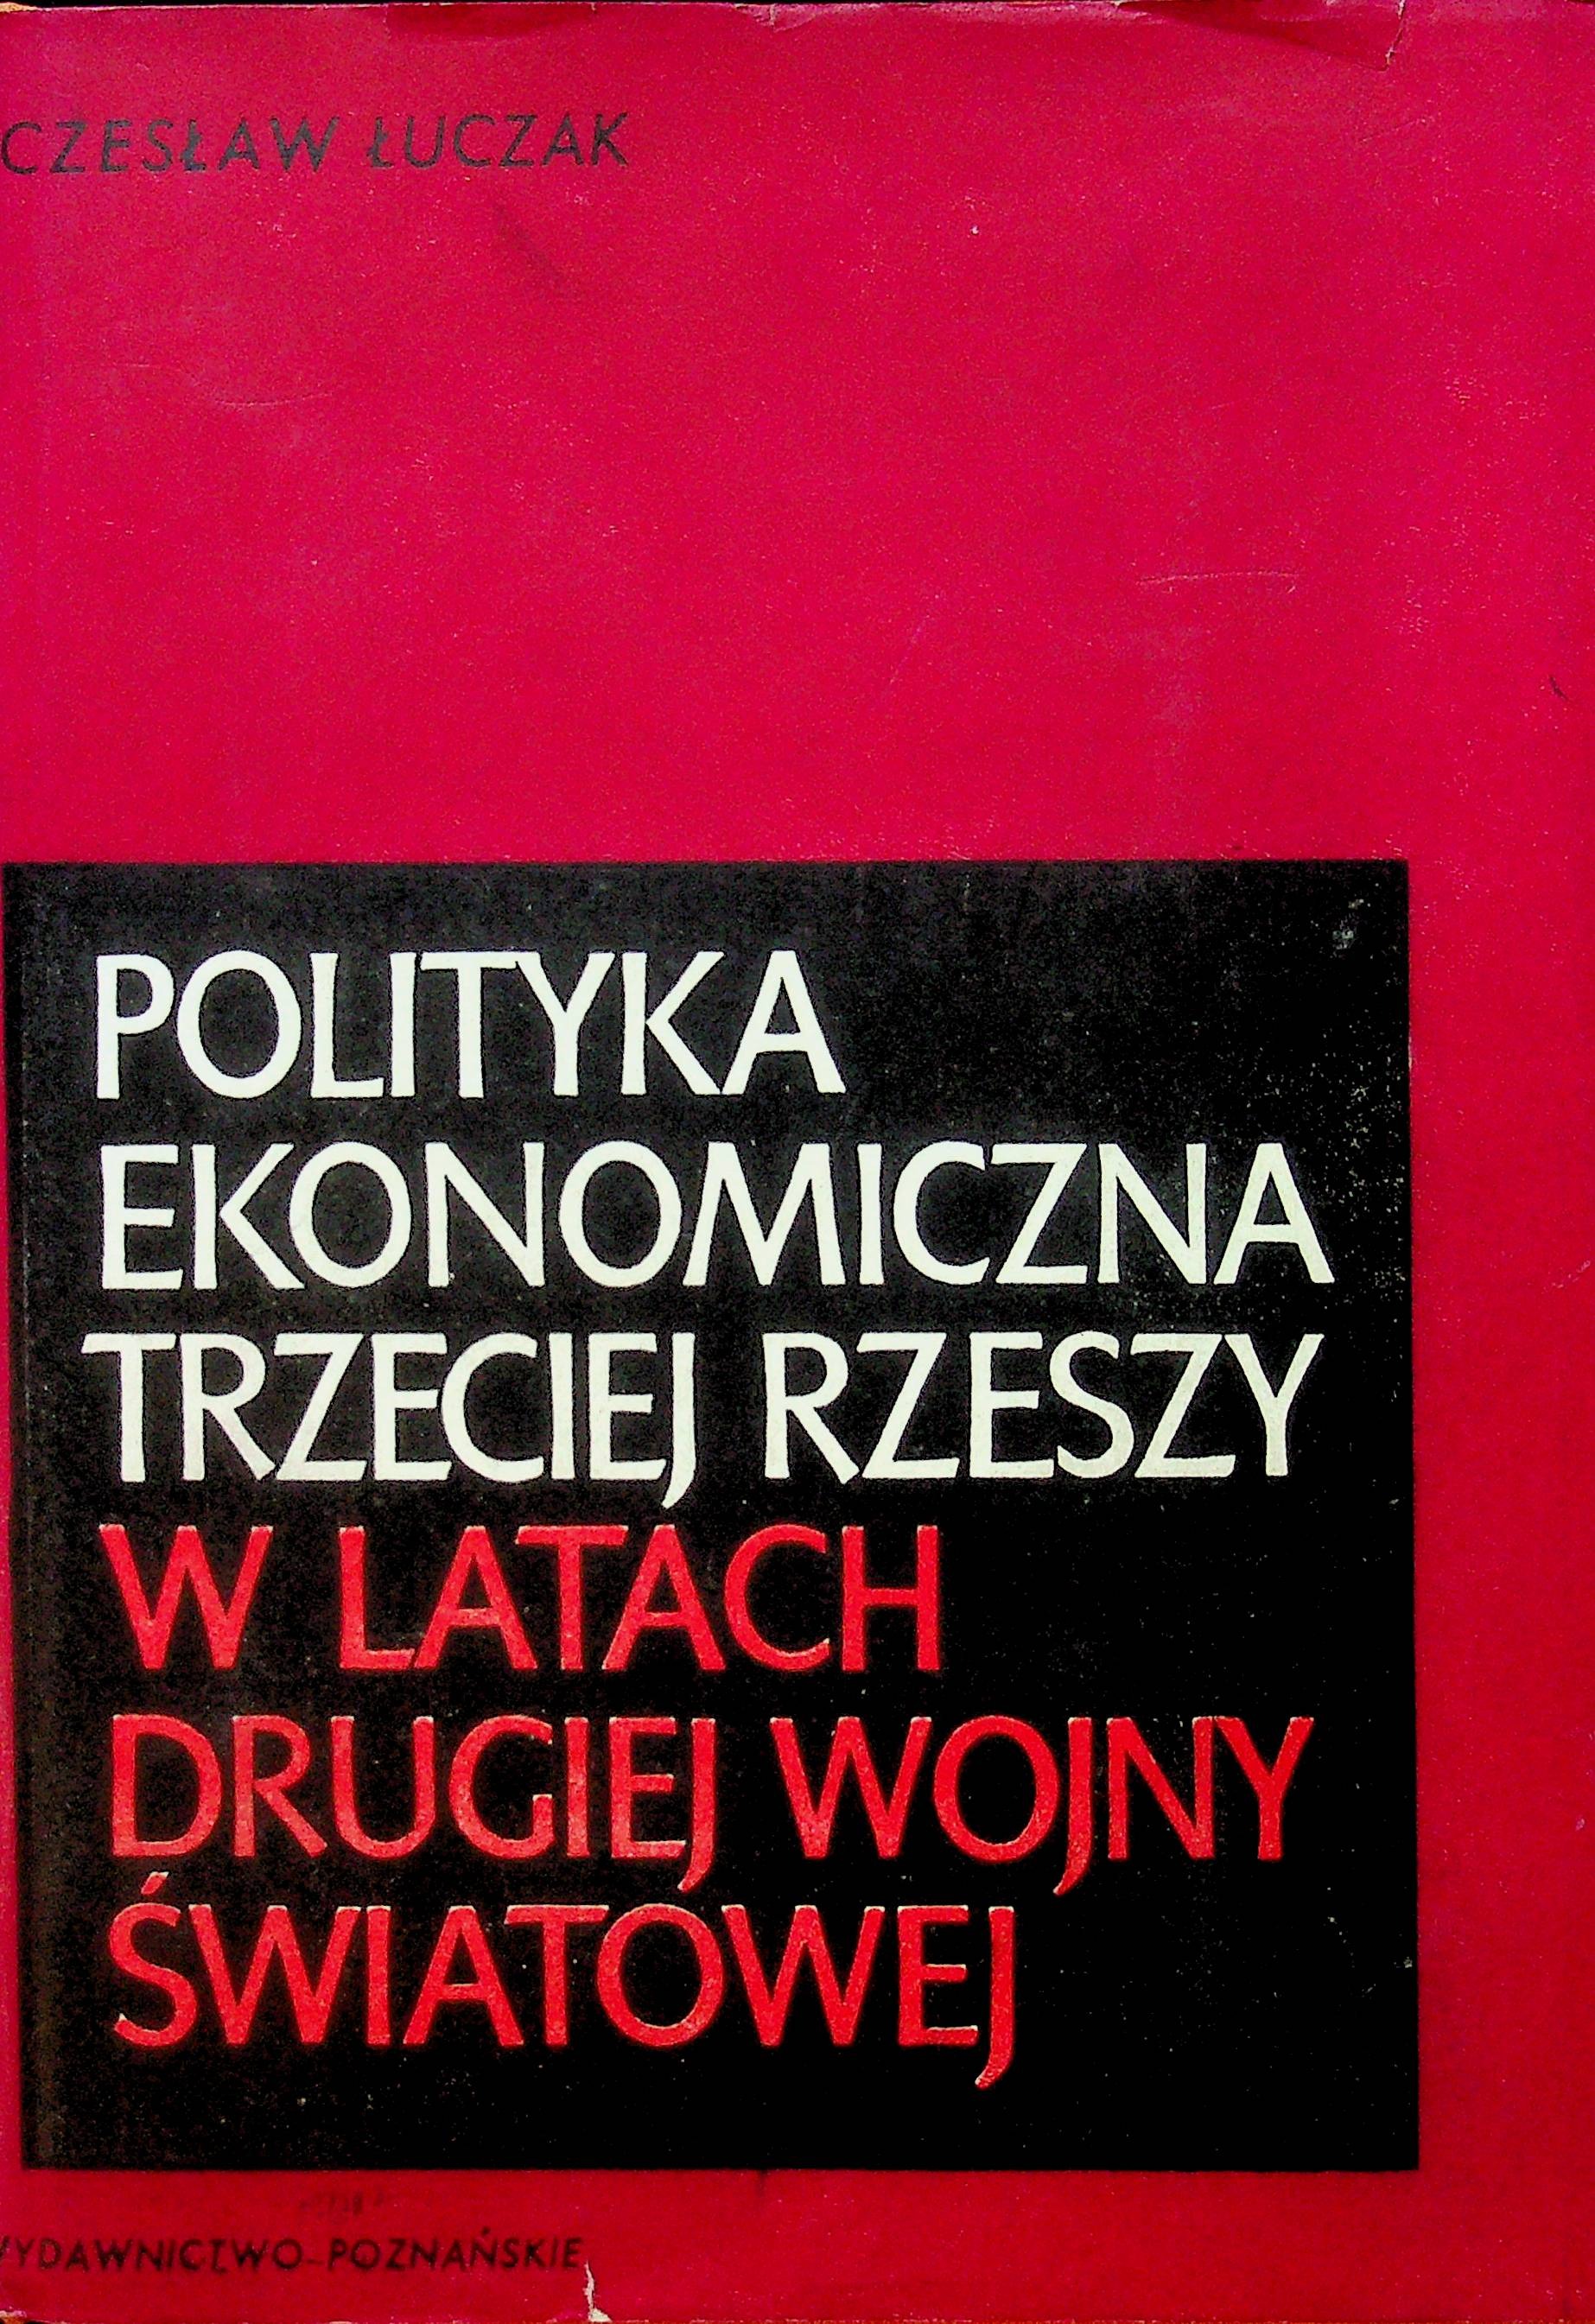 CZESŁAW ŁUCZAK
POLITYKA
EKONOMICZNA
TRZECIEJ RZESZY
W LATACH
DRUGIEJ WOJNY
ŚWIATOWEJ
WYDAWNICTWO-POZNAŃSKIE